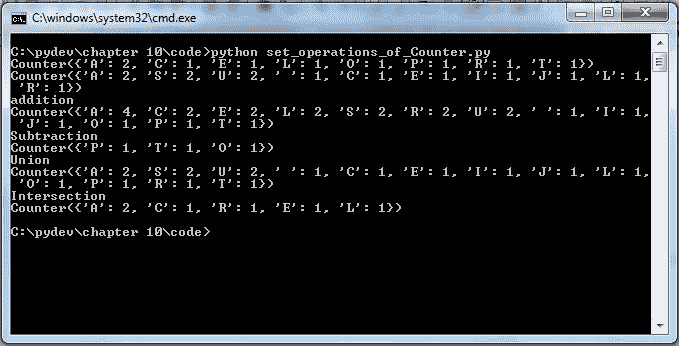 C:\windows\system32\cmd.exe
C:\pydev\chapter 10\code>python set_operations_of_Counter.py
Counter({'A': 2, 'C': 1, 'E': 1, 'L': 1, 'O': 1, 'P': 1, 'R': 1, 'T': 1})
Counter({'A': 2, 'S': 2, 'U': 2, ' ': 1, 'C': 1, 'E': 1, 'I': 1, 'J': 1, 'L': 1,
 'R': 1})
addition
Counter({'A': 4, 'C': 2, 'E': 2, 'L': 2, 'S': 2, 'R': 2, 'U': 2, ' ': 1, 'I': 1,
 'J': 1, 'O': 1, 'P': 1, 'T': 1})
Subtraction
Counter({'P': 1, 'T': 1, 'O': 1})
Union
Counter({'A': 2, 'S': 2, 'U': 2, ' ': 1, 'C': 1, 'E': 1, 'I': 1, 'J': 1, 'L': 1,
 'O': 1, 'P': 1, 'R': 1, 'T': 1})
Intersection
Counter({'A': 2, 'C': 1, 'R': 1, 'E': 1, 'L': 1})
C:\pydev\chapter 10\code>